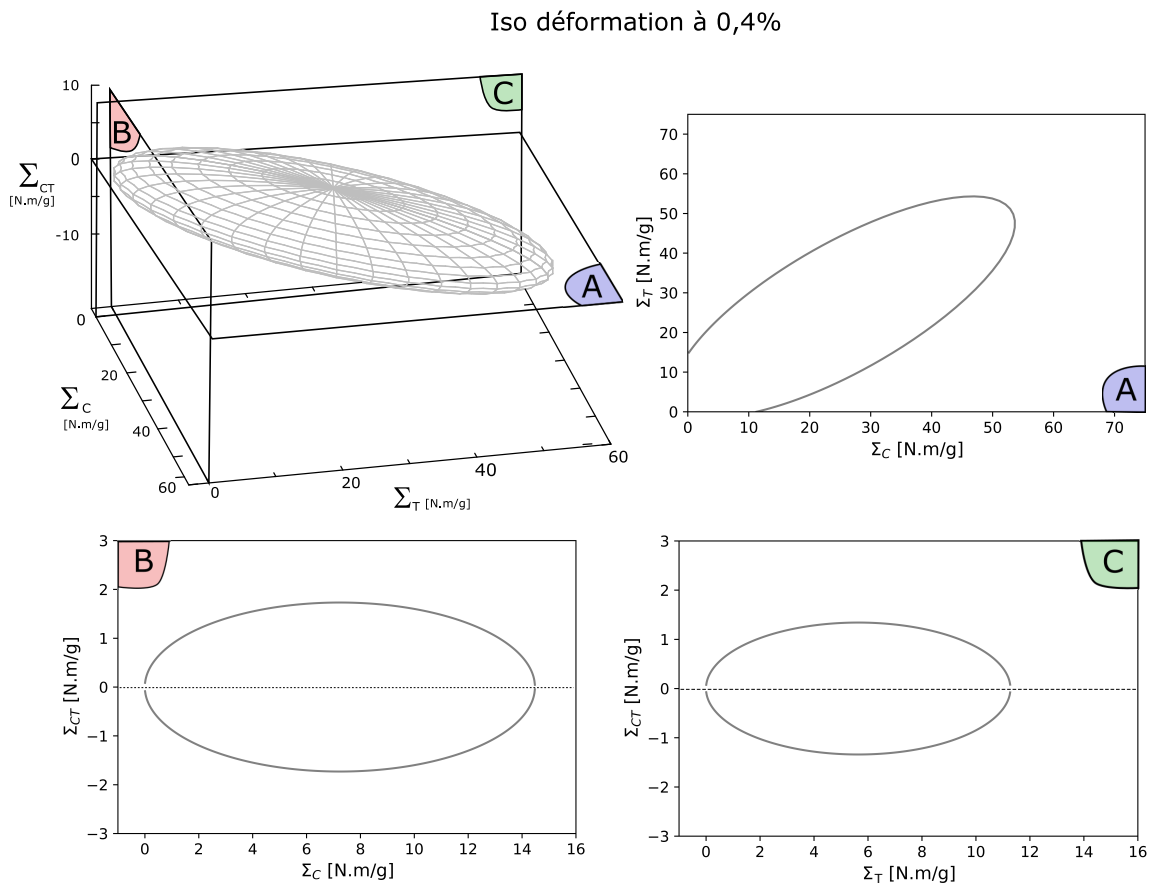 Iso déformation à 0,4%
10
0
-10
Σ_CT
[N.m/g]
B
C
A
0
20
40
60
Σ_C
[N.m/g]
0
20
40
60
Σ_T [N.m/g]
70
60
50
40
30
20
10
0
Σ_T [N.m/g]
A
0 10 20 30 40 50 60 70
Σ_C [N.m/g]
B
3
2
1
0
−1
−2
−3
Σ_CT [N.m/g]
0 2 4 6 8 10 12 14 16
Σ_C [N.m/g]
C
3
2
1
0
−1
−2
−3
Σ_CT [N.m/g]
0 2 4 6 8 10 12 14 16
Σ_T [N.m/g]